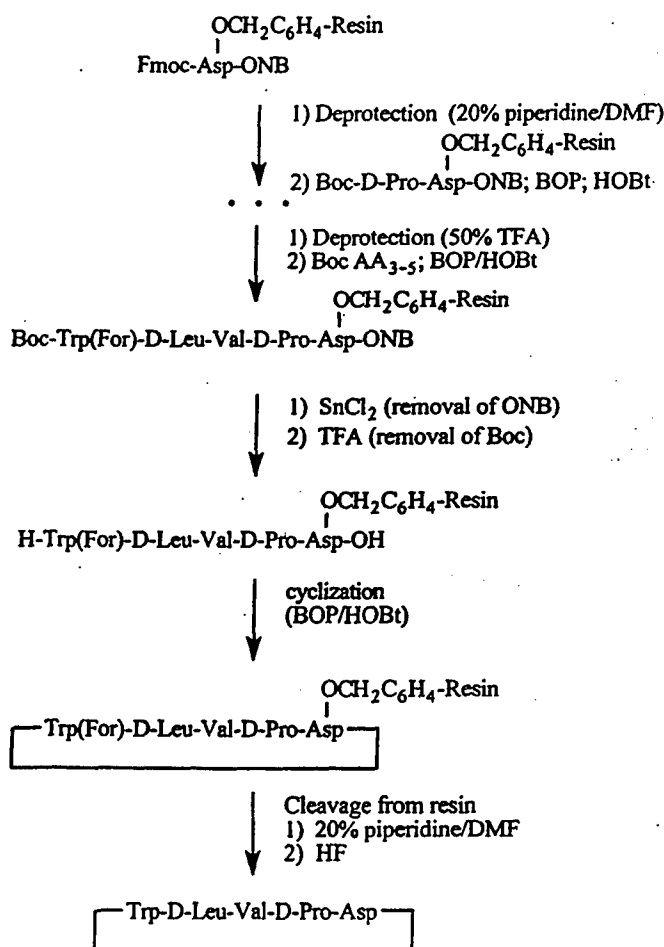 OCH2C6H4-Resin
Fmoc-Asp-ONB
1) Deprotection (20% piperidine/DMF)
OCH2C6H4-Resin
2) Boc-D-Pro-Asp-ONB; BOP; HOBt
1) Deprotection (50% TFA)
2) Boc AA3-5; BOP/HOBt
OCH2C6H4-Resin
Boc-Trp(For)-D-Leu-Val-D-Pro-Asp-ONB
1) SnCl2 (removal of ONB)
2) TFA (removal of Boc)
OCH2C6H4-Resin
H-Trp(For)-D-Leu-Val-D-Pro-Asp-OH
cyclization
(BOP/HOBt)
OCH2C6H4-Resin
Trp(For)-D-Leu-Val-D-Pro-Asp
Cleavage from resin
1) 20% piperidine/DMF
2) HF
Trp-D-Leu-Val-D-Pro-Asp